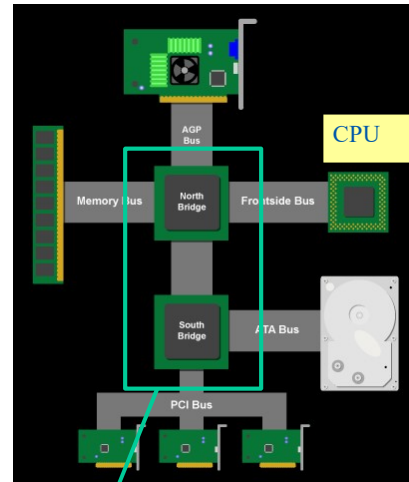 AGP
Bus
CPU
Memory Bus
North
Bridge
Frontside Bus
South
Bridge
ATA Bus
PCI Bus